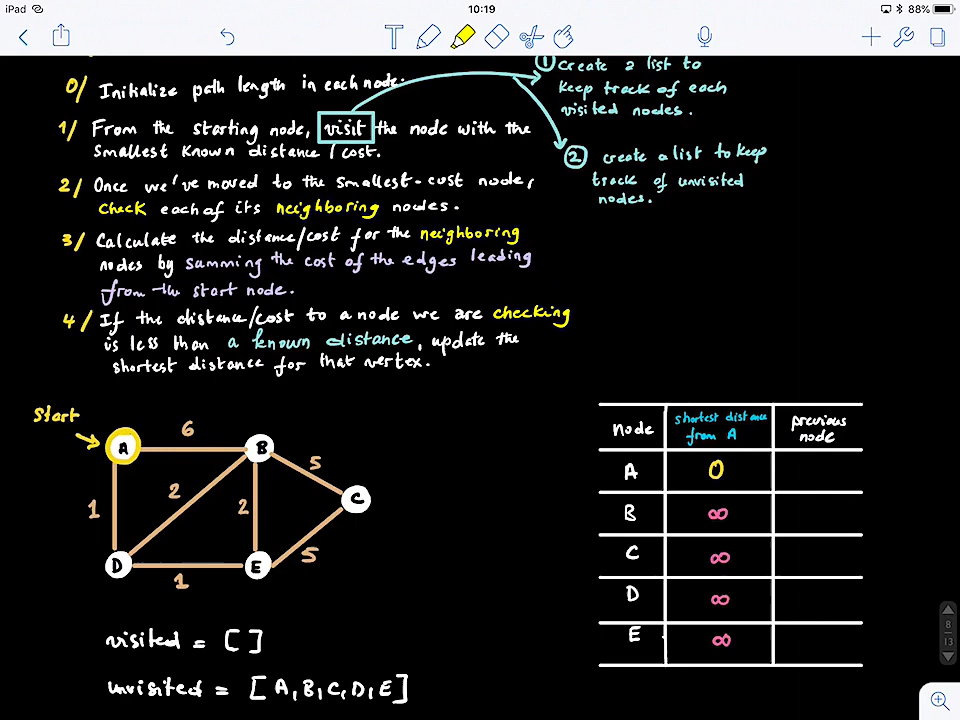 iPad
10:19
88%
0/ Initialize path length in each node.
1/ From the starting node, visit the node with the
smallest known distance/cost.
2/ Once we've moved to the smallest-cost node,
check each of its neighboring nodes.
3/ Calculate the distance/cost for the neighboring
nodes by summing the cost of the edges leading
from the start node.
4/ If the distance/cost to a node we are checking
is less than a known distance, update the
shortest distance for that vertex.
① create a list to
keep track of each
visited nodes.
② create a list to keep
track of unvisited
nodes.
Start
A 6 B
5
1 2 2 C
5
D 1 E
visited = [ ]
unvisited = [ A, B, C, D, E ]
node shortest distance from A previous node
A 0
B ∞
C ∞
D ∞
E ∞
8
13